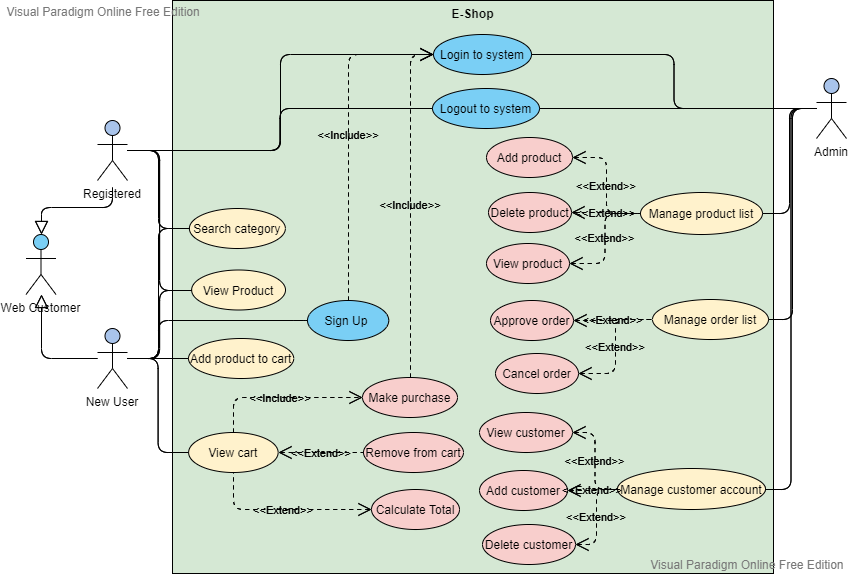 Visual Paradigm Online Free Edition
E-Shop
Login to system
Logout to system
Admin
<<Include>>
Add product
<<Extend>>
Registered
<<Include>>
Delete product
<<Extend>>
Manage product list
Search category
<<Extend>>
View product
View Product
Web Customer
Sign Up
Approve order
<<Extend>>
Manage order list
<<Extend>>
Add product to cart
Cancel order
New User
<<Include>>
Make purchase
View customer
View cart
<<Extend>>
Remove from cart
<<Extend>>
Add customer
<<Extend>>
Manage customer account
<<Extend>>
Calculate Total
<<Extend>>
Delete customer
Visual Paradigm Online Free Edition